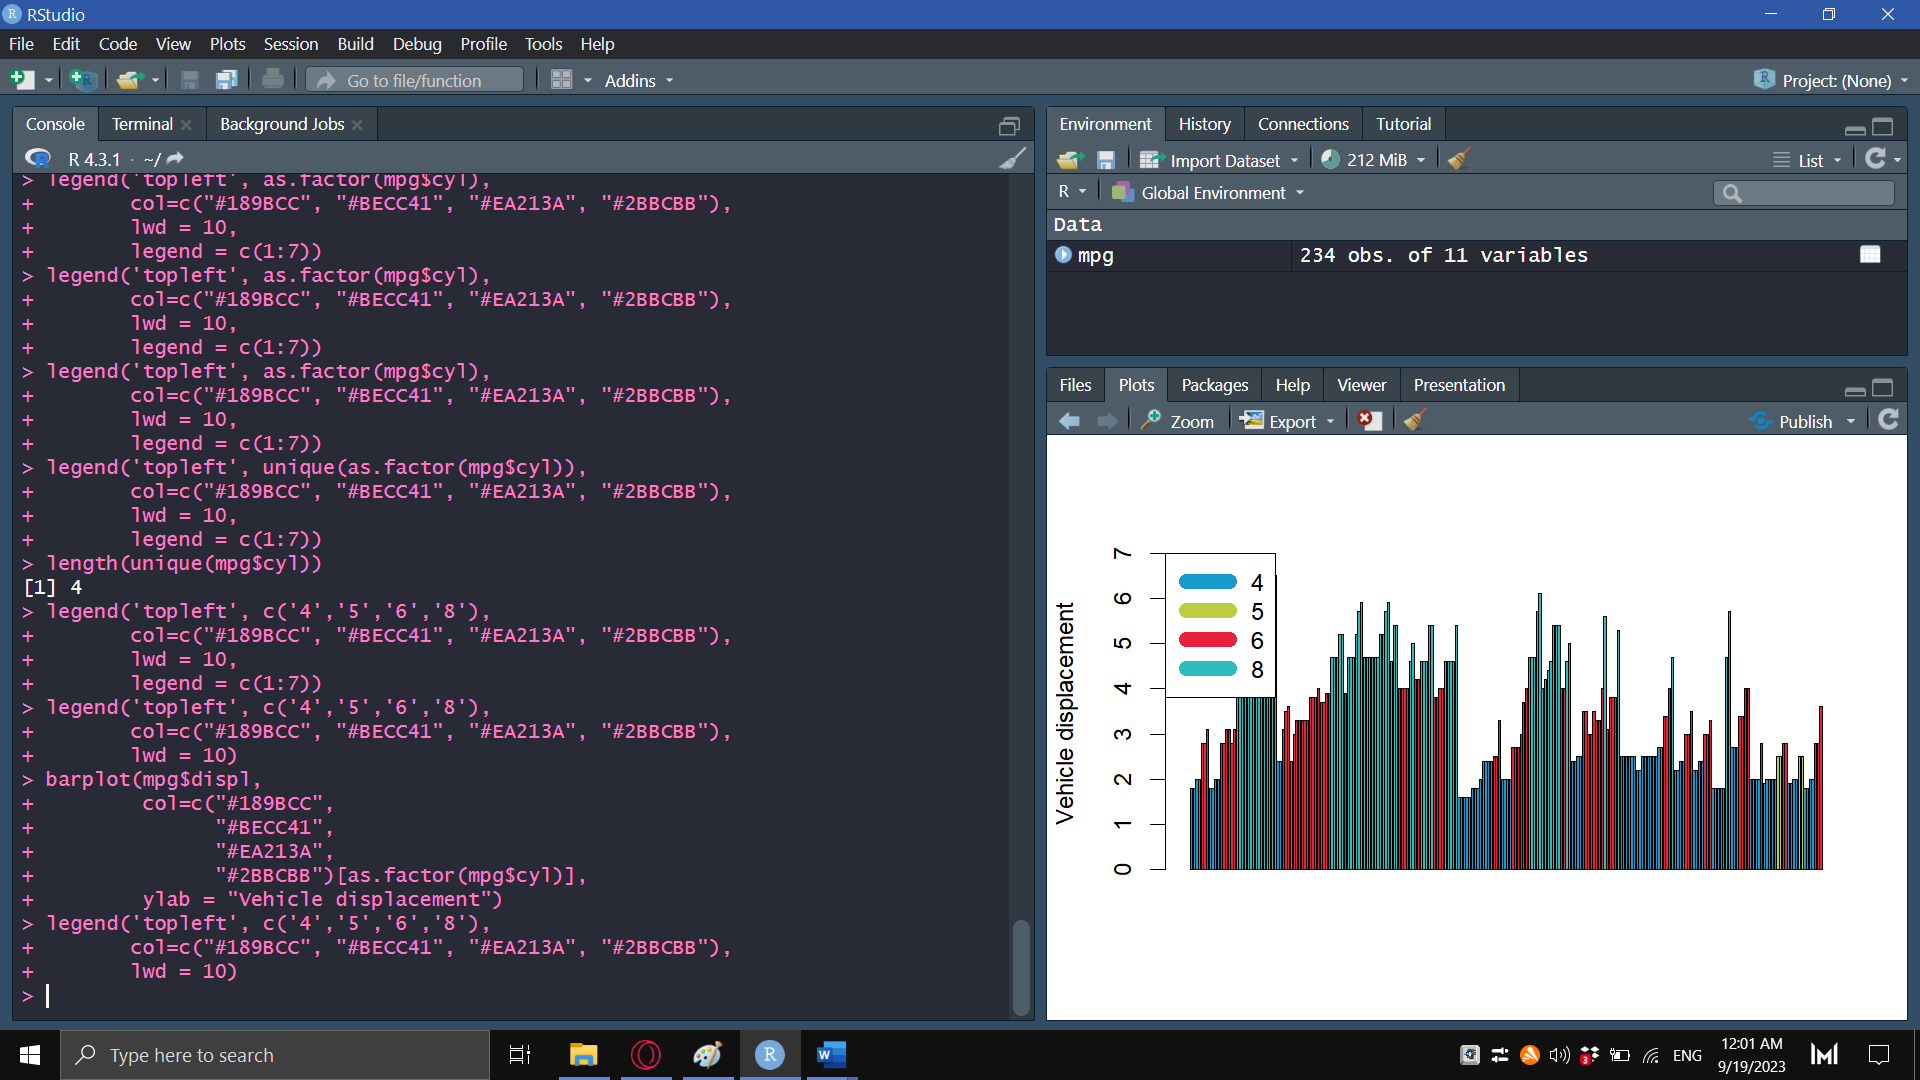 RStudio
File Edit Code View Plots Session Build Debug Profile Tools Help
Go to file/function Addins Project: (None)
Console Terminal Background Jobs
R 4.3.1 · ~/
> legend('topleft', as.factor(mpg$cyl),
+ col=c("#189BCC", "#BECC41", "#EA213A", "#2BBCBB"),
+ lwd = 10,
+ legend = c(1:7))
> legend('topleft', as.factor(mpg$cyl),
+ col=c("#189BCC", "#BECC41", "#EA213A", "#2BBCBB"),
+ lwd = 10,
+ legend = c(1:7))
> legend('topleft', as.factor(mpg$cyl),
+ col=c("#189BCC", "#BECC41", "#EA213A", "#2BBCBB"),
+ lwd = 10,
+ legend = c(1:7))
> legend('topleft', unique(as.factor(mpg$cyl)),
+ col=c("#189BCC", "#BECC41", "#EA213A", "#2BBCBB"),
+ lwd = 10,
+ legend = c(1:7))
> length(unique(mpg$cyl))
[1] 4
> legend('topleft', c('4','5','6','8'),
+ col=c("#189BCC", "#BECC41", "#EA213A", "#2BBCBB"),
+ lwd = 10,
+ legend = c(1:7))
> legend('topleft', c('4','5','6','8'),
+ col=c("#189BCC", "#BECC41", "#EA213A", "#2BBCBB"),
+ lwd = 10)
> barplot(mpg$displ,
+ col=c("#189BCC",
+ "#BECC41",
+ "#EA213A",
+ "#2BBCBB")[as.factor(mpg$cyl)],
+ ylab = "Vehicle displacement")
> legend('topleft', c('4','5','6','8'),
+ col=c("#189BCC", "#BECC41", "#EA213A", "#2BBCBB"),
+ lwd = 10)
>
Environment History Connections Tutorial
Import Dataset 212 MiB List
R Global Environment
Data
mpg 234 obs. of 11 variables
Files Plots Packages Help Viewer Presentation
Zoom Export Publish
Vehicle displacement
7
6
5
4
3
2
1
0
4
5
6
8
Type here to search
R
W
3
ENG
12:01 AM
9/19/2023